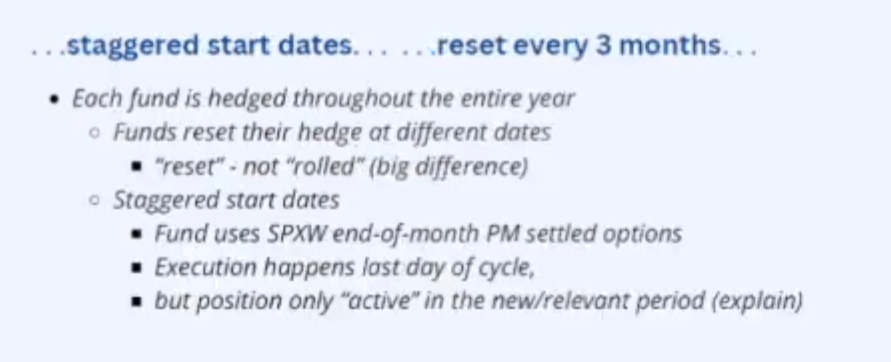 . . .staggered start dates. . .   . . .reset every 3 months. . .
• Each fund is hedged throughout the entire year
○ Funds reset their hedge at different dates
▪ “reset” - not “rolled” (big difference)
○ Staggered start dates
▪ Fund uses SPXW end-of-month PM settled options
▪ Execution happens last day of cycle,
▪ but position only “active” in the new/relevant period (explain)